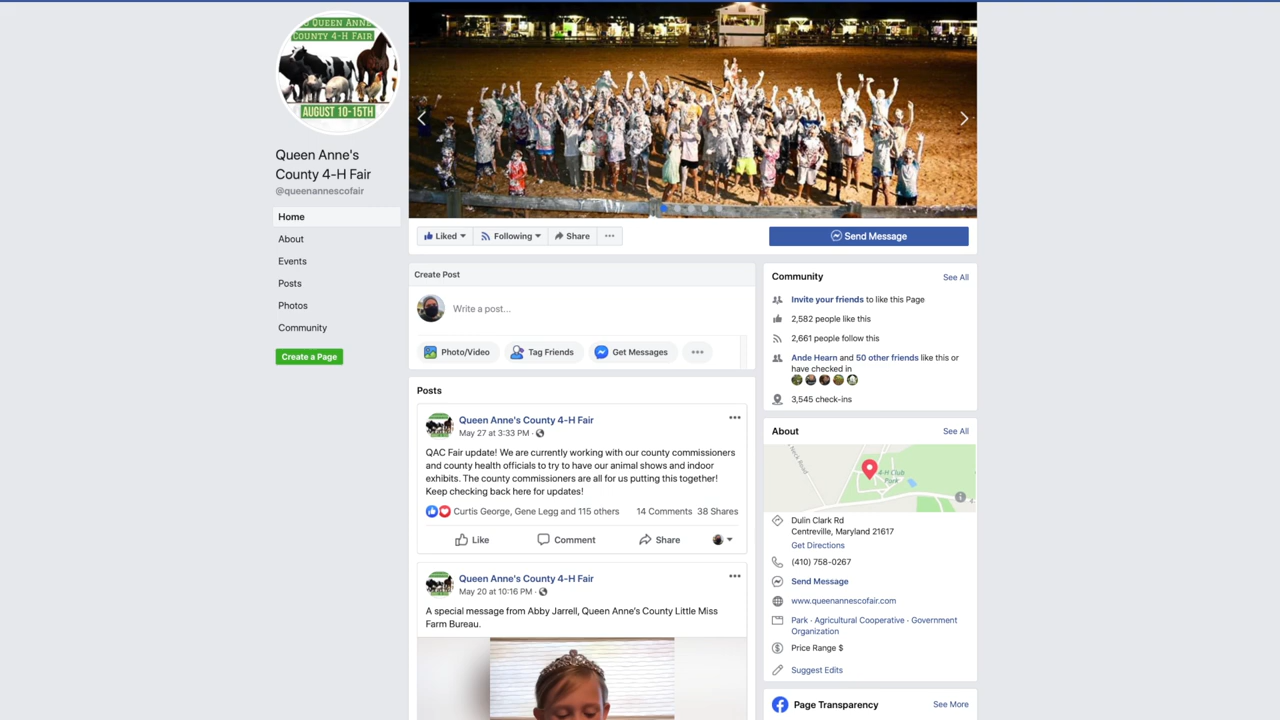 QUEEN ANNE
COUNTY 4-H FAIR
AUGUST 10-15TH
Queen Anne's
County 4-H Fair
@queenannescofair
Home
About
Events
Posts
Photos
Community
Create a Page
Liked
Following
Share
Send Message
Create Post
Write a post...
Photo/Video
Tag Friends
Get Messages
Posts
Queen Anne's County 4-H Fair
May 27 at 3:33 PM ·
QAC Fair update! We are currently working with our county commissioners
and county health officials to try to have our animal shows and indoor
exhibits. The county commissioners are all for us putting this together!
Keep checking back here for updates!
Curtis George, Gene Legg and 115 others
14 Comments 38 Shares
Like
Comment
Share
Queen Anne's County 4-H Fair
May 20 at 10:16 PM ·
A special message from Abby Jarrell, Queen Anne's County Little Miss
Farm Bureau.
Community
See All
Invite your friends to like this Page
2,582 people like this
2,661 people follow this
Ande Hearn and 50 other friends like this or
have checked in
3,545 check-ins
About
See All
Neck Road
4-H Club
Park
4-
Dulin Clark Rd
Centreville, Maryland 21617
Get Directions
(410) 758-0267
Send Message
www.queenannescofair.com
Park · Agricultural Cooperative · Government
Organization
Price Range $
Suggest Edits
Page Transparency
See More